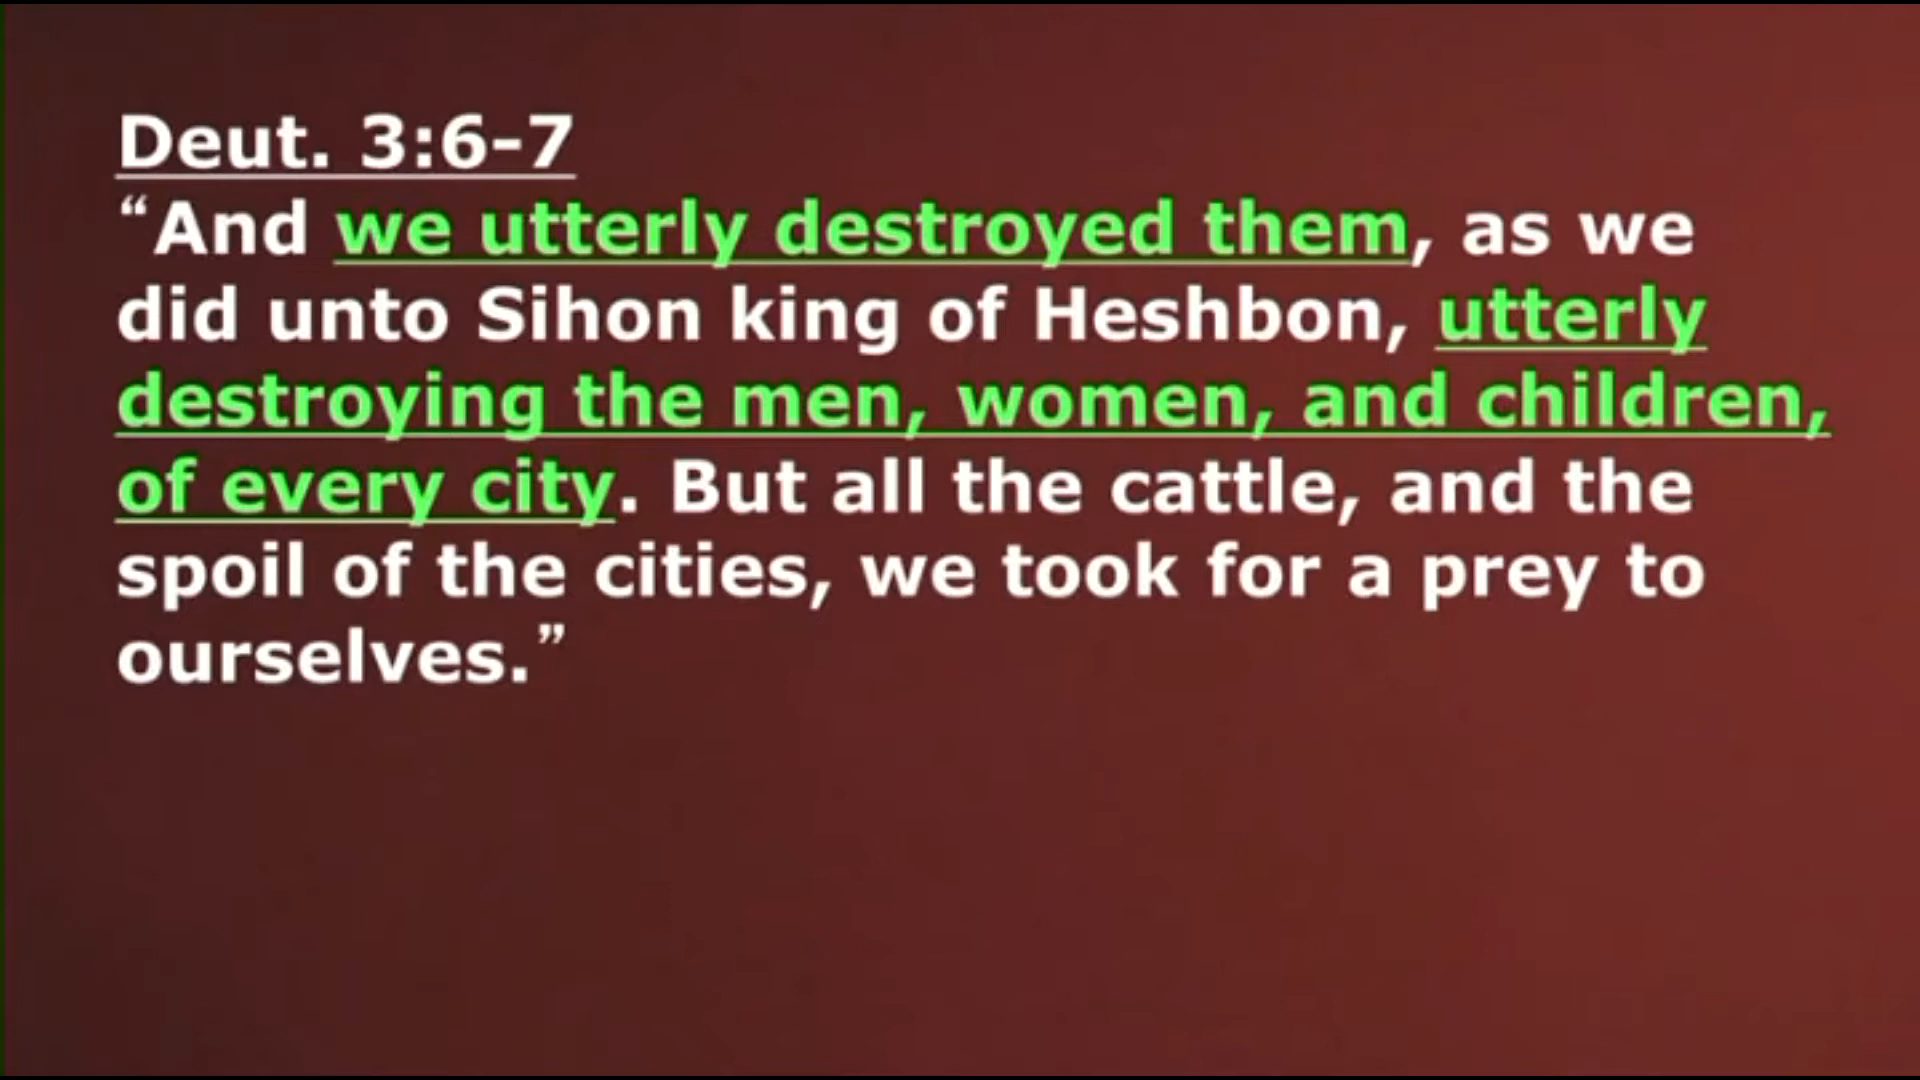 Deut. 3:6-7
“And we utterly destroyed them, as we
did unto Sihon king of Heshbon, utterly
destroying the men, women, and children,
of every city. But all the cattle, and the
spoil of the cities, we took for a prey to
ourselves.”